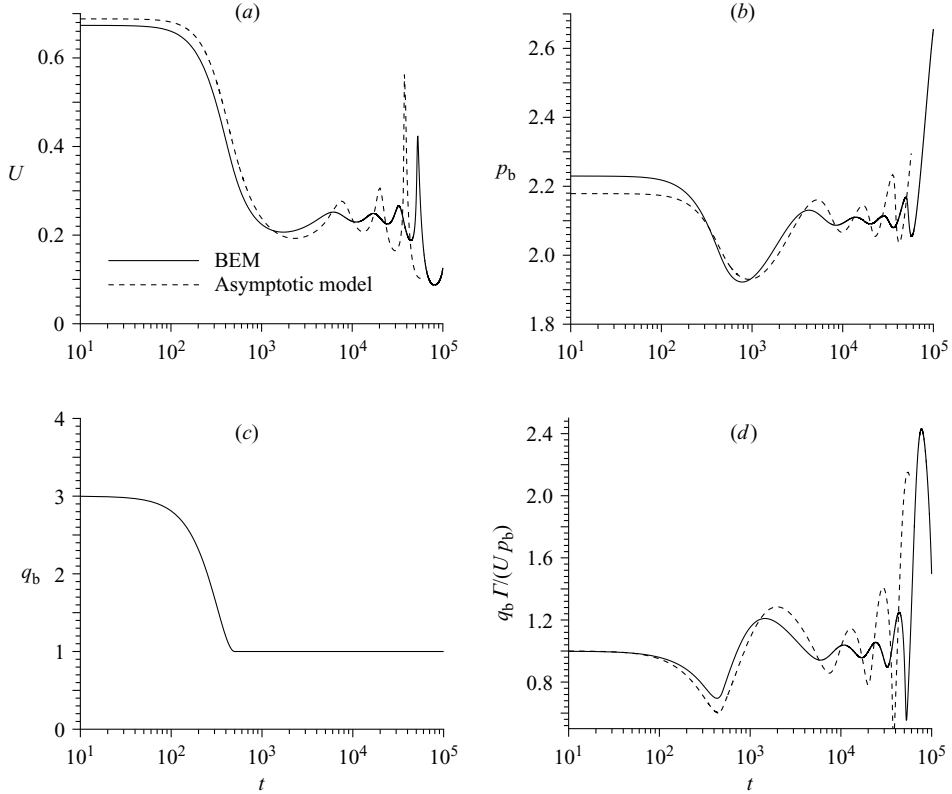 (a)
0.6
0.4
U
0.2
BEM
Asymptotic model
0
10^1 10^2 10^3 10^4 10^5
(b)
2.6
2.4
p_b
2.2
2.0
1.8
10^1 10^2 10^3 10^4 10^5
t
(c)
4
3
q_b
2
1
0
10^1 10^2 10^3 10^4 10^5
t
(d)
2.4
2.0
q_b Γ/(U p_b)
1.6
1.2
0.8
10^1 10^2 10^3 10^4 10^5
t